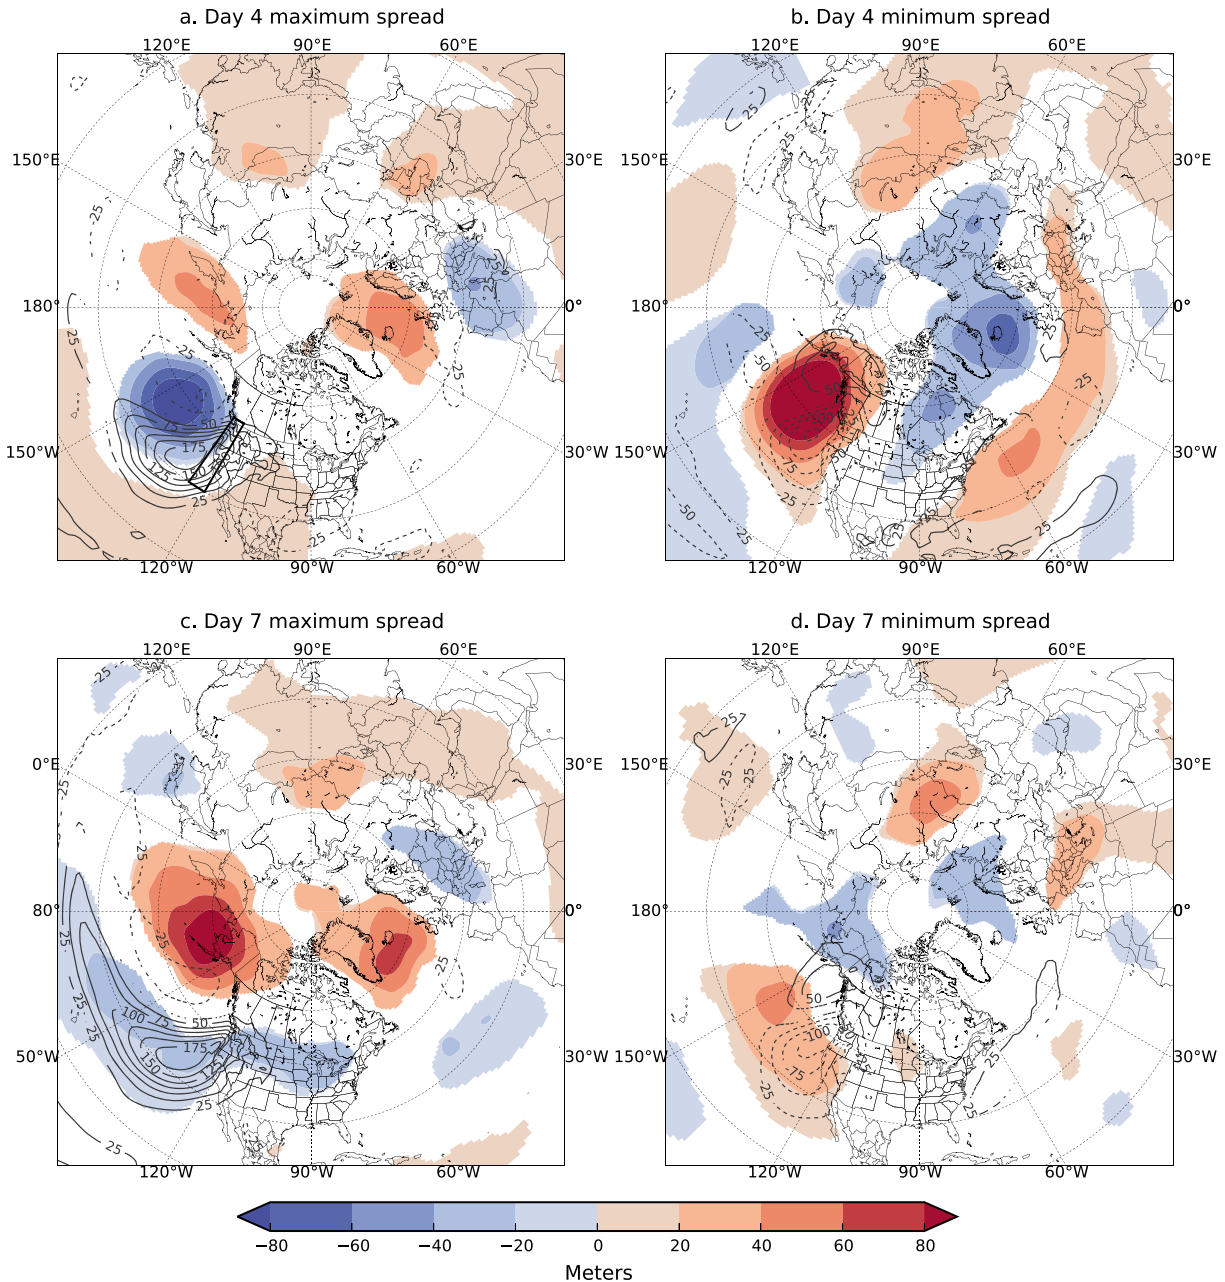 a. Day 4 maximum spread
b. Day 4 minimum spread
120°E 90°E 60°E
120°E 90°E 60°E
150°E 30°E 150°E 30°E
180° 0° 180° 0°
150°W 30°W 150°W 30°W
120°W 90°W 60°W
120°W 90°W 60°W
c. Day 7 maximum spread
d. Day 7 minimum spread
120°E 90°E 60°E
120°E 90°E 60°E
0°E 30°E 150°E 30°E
80° 0° 180° 0°
50°W 30°W 150°W 30°W
120°W 90°W 60°W
120°W 90°W 60°W
−80 −60 −40 −20 0 20 40 60 80
Meters